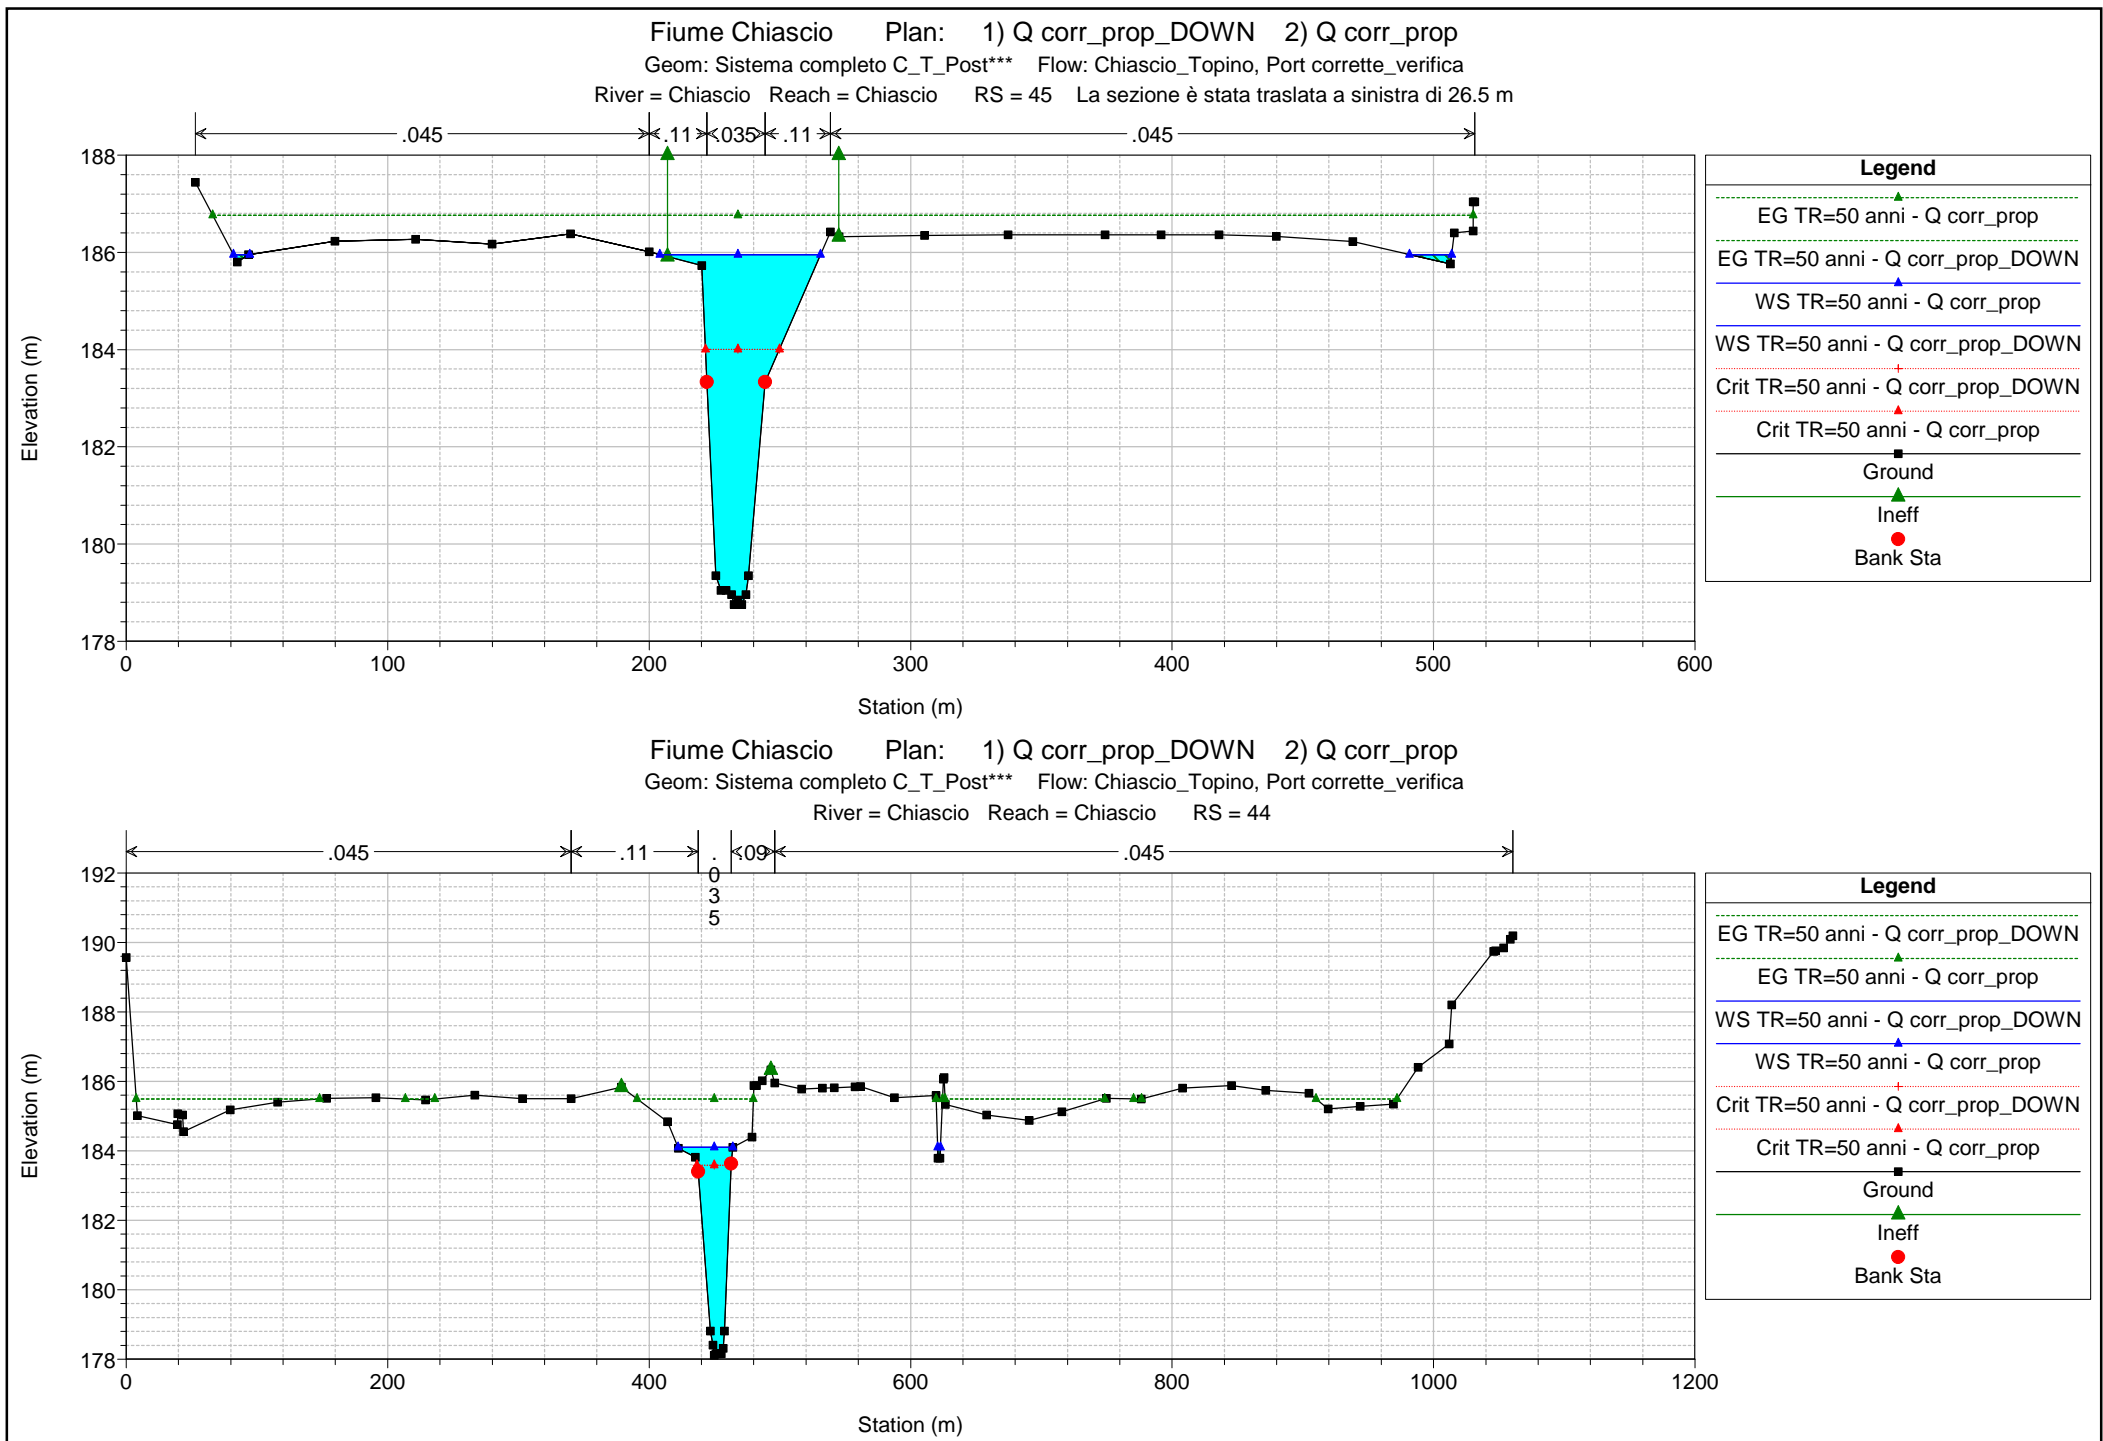 Fiume Chiascio Plan: 1) Q corr_prop_DOWN 2) Q corr_prop
Geom: Sistema completo C_T_Post*** Flow: Chiascio_Topino, Port corrette_verifica
River = Chiascio Reach = Chiascio RS = 45 La sezione è stata traslata a sinistra di 26.5 m
.045 .11 .035 .11 .045
188
186
184
182
180
178
Elevation (m)
0 100 200 300 400 500 600
Station (m)
Legend
EG TR=50 anni - Q corr_prop
EG TR=50 anni - Q corr_prop_DOWN
WS TR=50 anni - Q corr_prop
WS TR=50 anni - Q corr_prop_DOWN
Crit TR=50 anni - Q corr_prop_DOWN
Crit TR=50 anni - Q corr_prop
Ground
Ineff
Bank Sta
Fiume Chiascio Plan: 1) Q corr_prop_DOWN 2) Q corr_prop
Geom: Sistema completo C_T_Post*** Flow: Chiascio_Topino, Port corrette_verifica
River = Chiascio Reach = Chiascio RS = 44
.045 .11 .035 .09 .045
192
190
188
186
184
182
180
178
Elevation (m)
0 200 400 600 800 1000 1200
Station (m)
Legend
EG TR=50 anni - Q corr_prop_DOWN
EG TR=50 anni - Q corr_prop
WS TR=50 anni - Q corr_prop_DOWN
WS TR=50 anni - Q corr_prop
Crit TR=50 anni - Q corr_prop_DOWN
Crit TR=50 anni - Q corr_prop
Ground
Ineff
Bank Sta